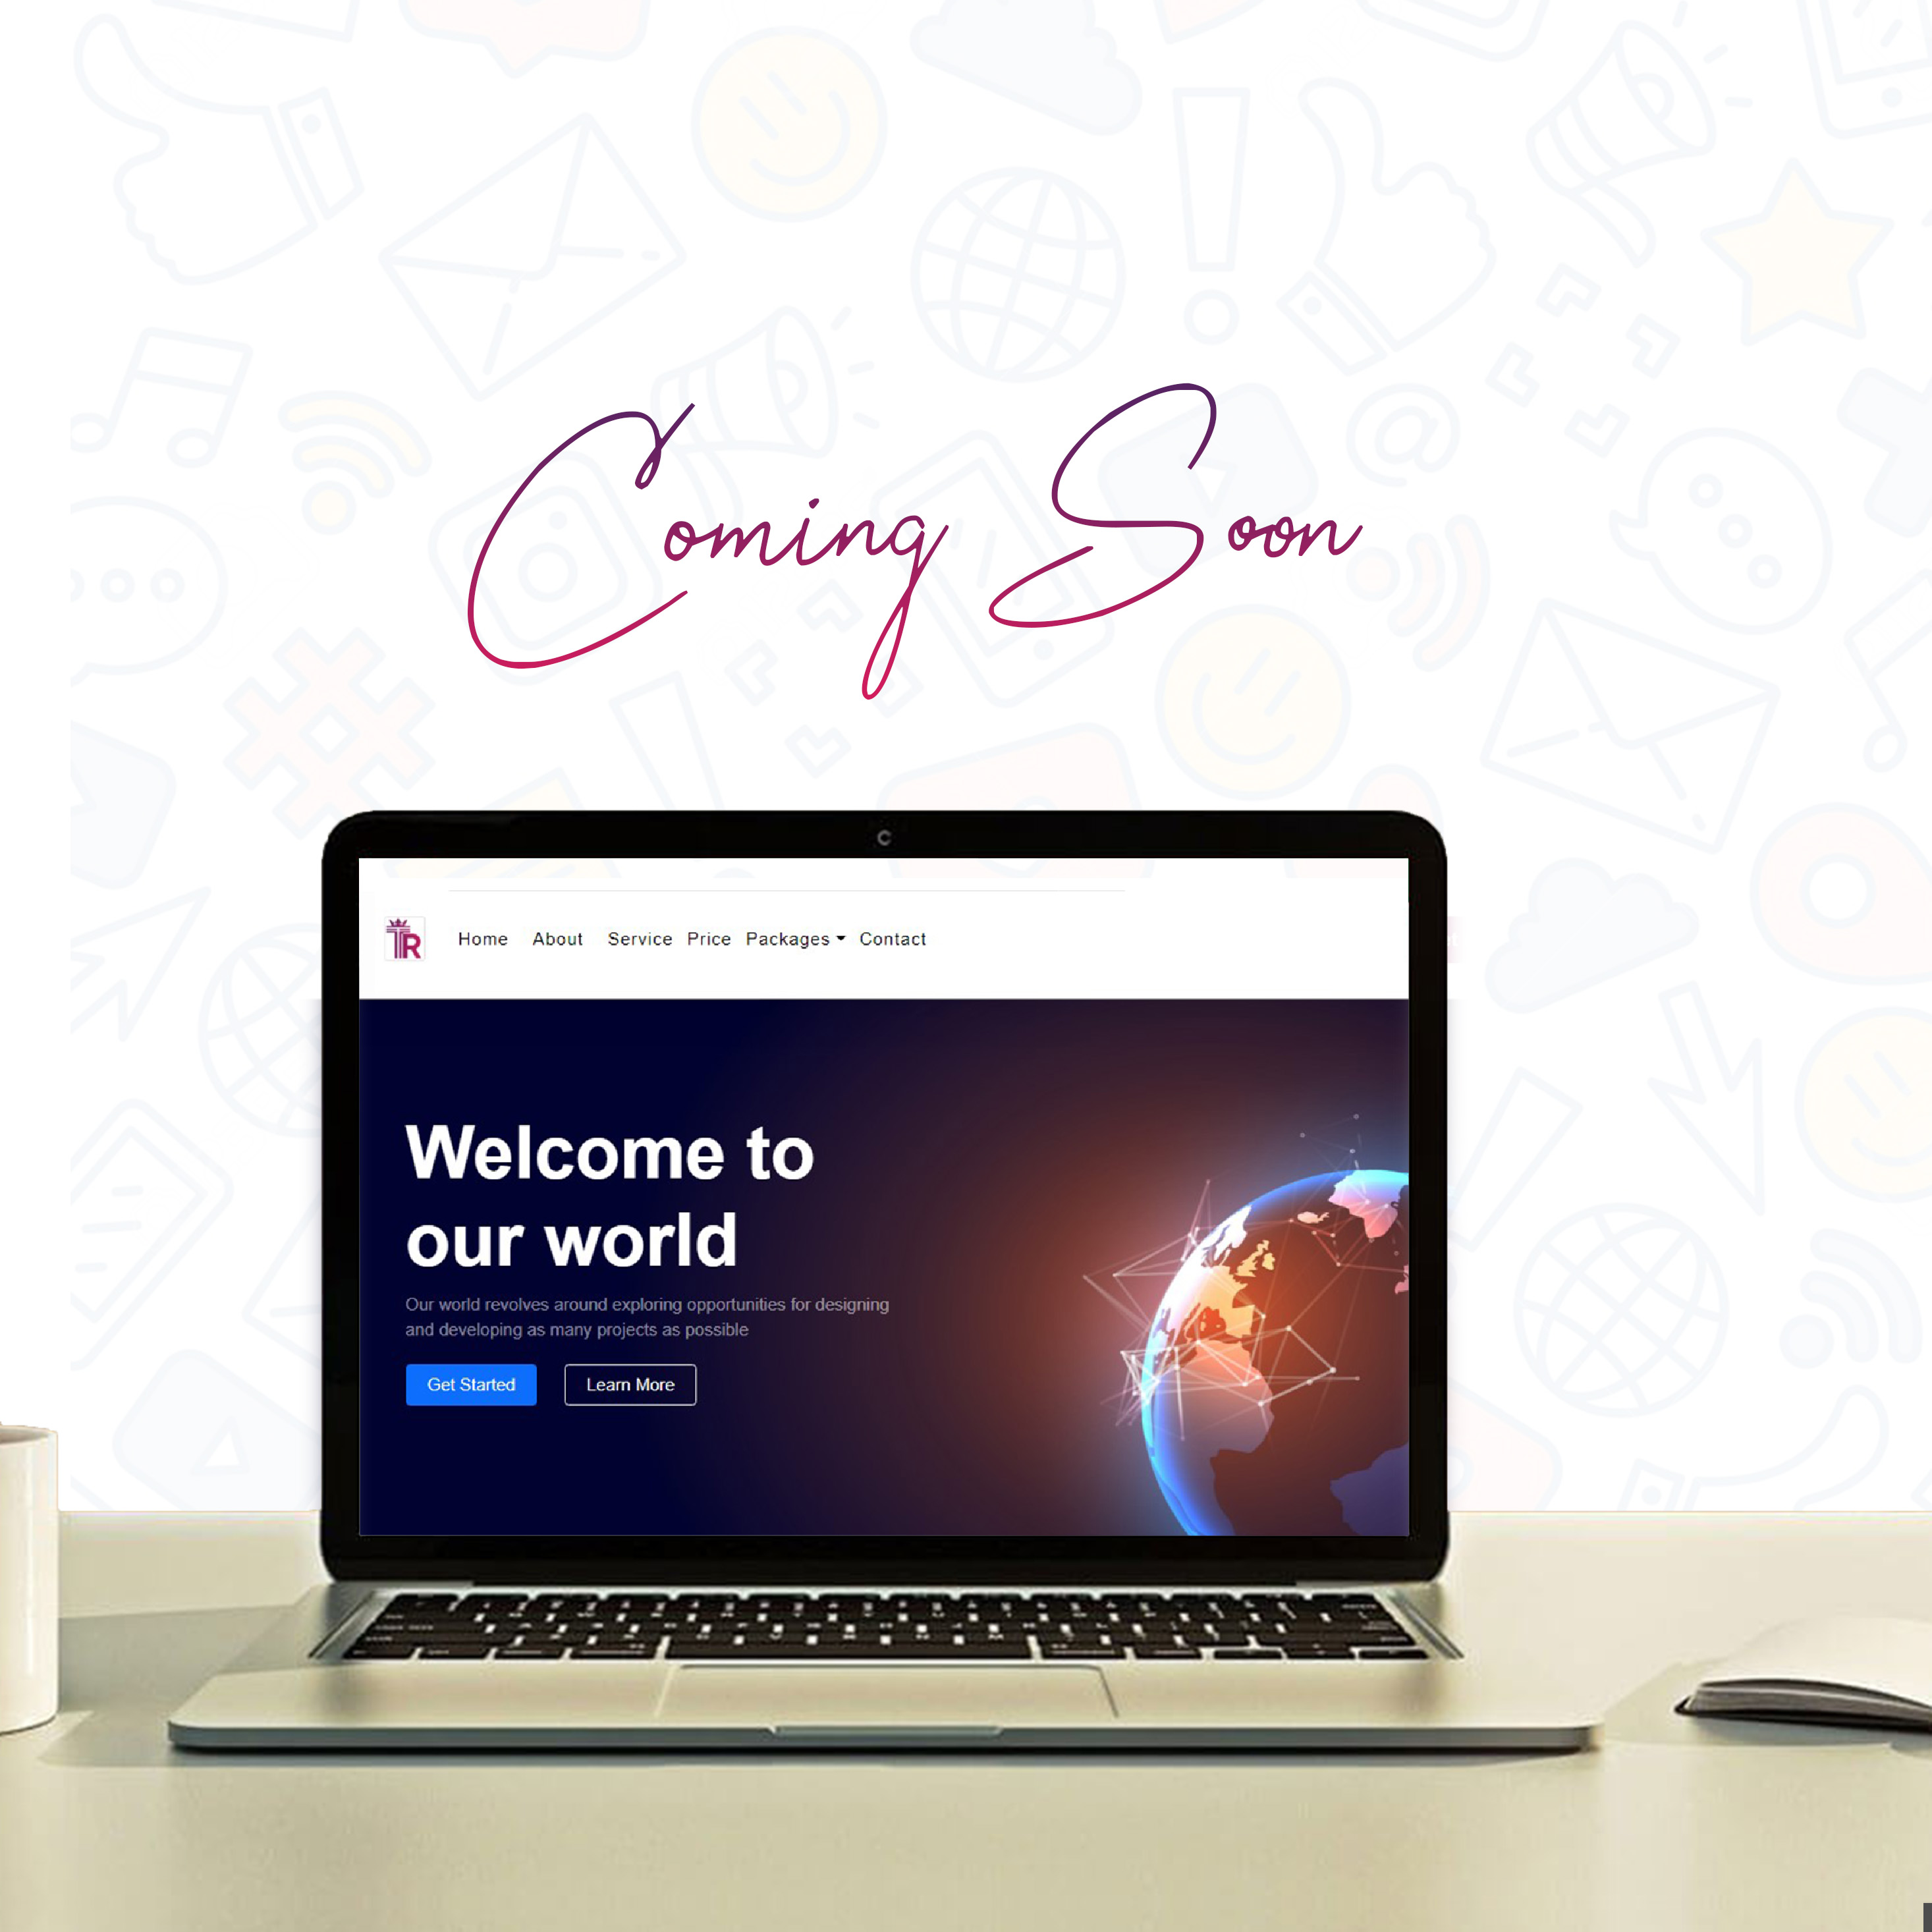 Coming Soon
TR
Home About Service Price Packages Contact
Welcome to
our world
Our world revolves around exploring opportunities for designing
and developing as many projects as possible
Get Started Learn More